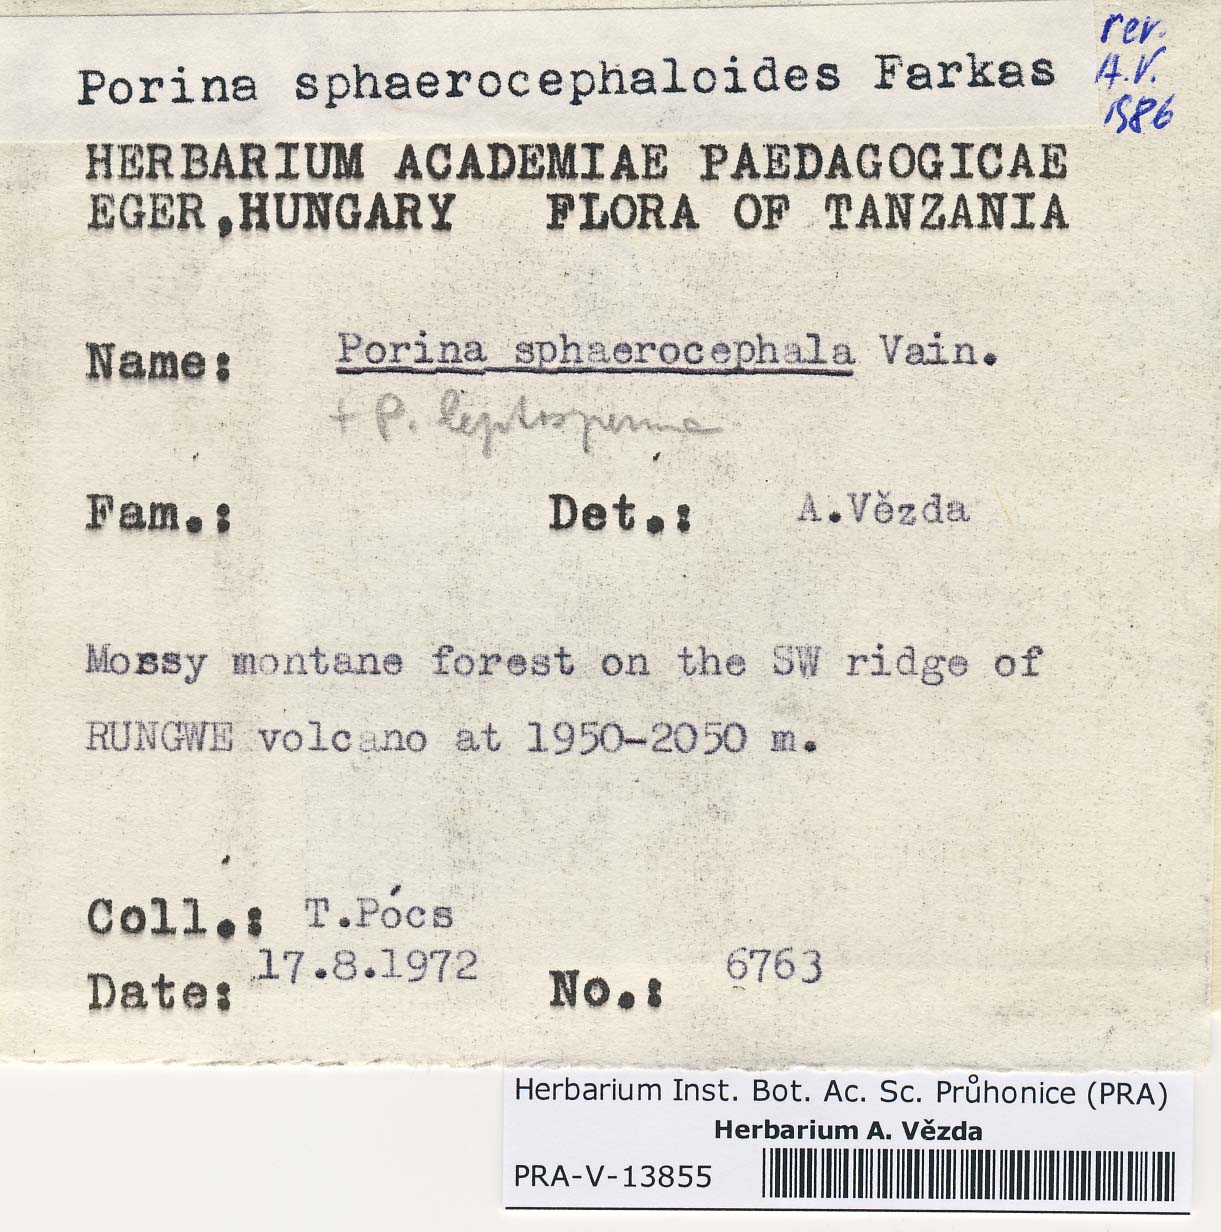 Porina sphaerocephaloides Farkas
rev.
A.V.
1986
HERBARIUM ACADEMIAE PAEDAGOGICAE
EGER,HUNGARY FLORA OF TANZANIA
Name: Porina sphaerocephala Vain.
+ P. leptosperma
Fam.: Det.: A.Vězda
Mossy montane forest on the SW ridge of
RUNGWE volcano at 1950-2050 m.
Coll.: T.Pócs
Date: 17.8.1972 No.: 6763
Herbarium Inst. Bot. Ac. Sc. Průhonice (PRA)
Herbarium A. Vězda
PRA-V-13855